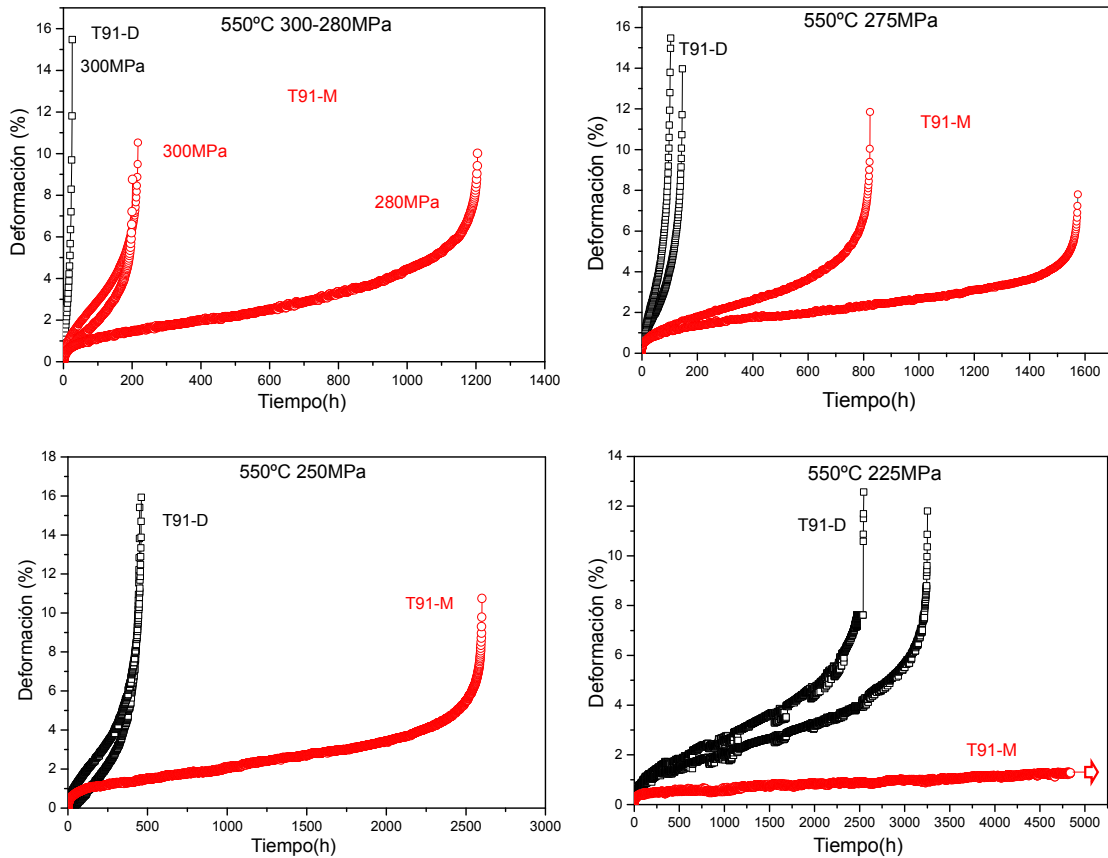 550ºC 300-280MPa
T91-D
300MPa
T91-M
300MPa
280MPa
Deformación (%)
16
14
12
10
8
6
4
2
0
0 200 400 600 800 1000 1200 1400
Tiempo(h)
550ºC 275MPa
T91-D
T91-M
Deformación (%)
16
14
12
10
8
6
4
2
0
0 200 400 600 800 1000 1200 1400 1600
Tiempo(h)
550ºC 250MPa
T91-D
T91-M
Deformación (%)
18
16
14
12
10
8
6
4
2
0
0 500 1000 1500 2000 2500 3000
Tiempo(h)
550ºC 225MPa
T91-D
T91-M
Deformación (%)
14
12
10
8
6
4
2
0
0 500 1000 1500 2000 2500 3000 3500 4000 4500 5000
Tiempo(h)